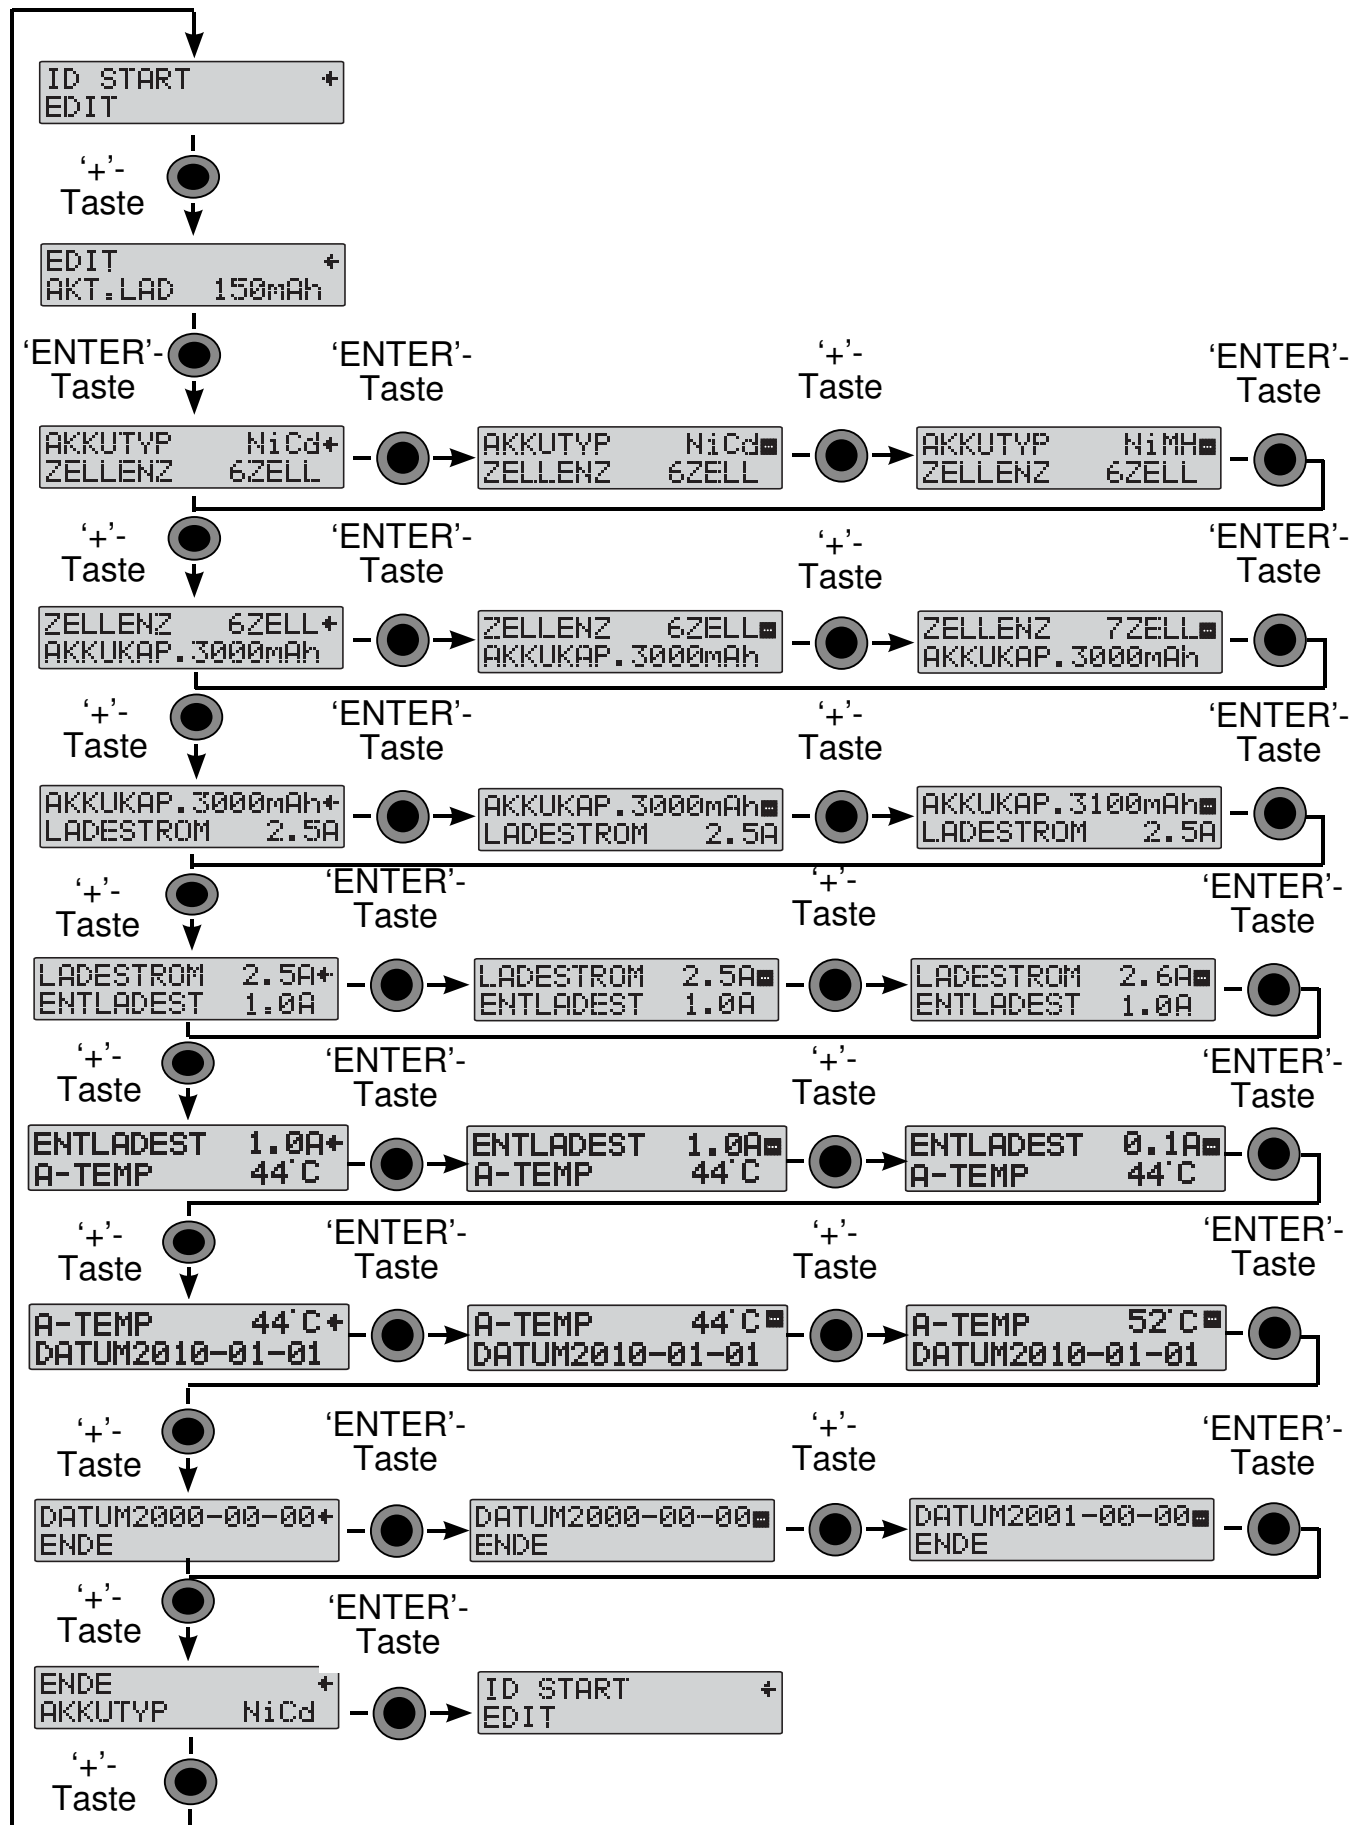 ID START
EDIT
‘+’-
Taste
EDIT
AKT.LAD 150mAh
‘ENTER’-
Taste
‘ENTER’-
Taste
‘+’-
Taste
‘ENTER’-
Taste
AKKUTYP NiCd
ZELLENZ 6ZELL
AKKUTYP NiCd
ZELLENZ 6ZELL
AKKUTYP NiMH
ZELLENZ 6ZELL
‘+’-
Taste
‘ENTER’-
Taste
‘+’-
Taste
‘ENTER’-
Taste
ZELLENZ 6ZELL
AKKUKAP.3000mAh
ZELLENZ 6ZELL
AKKUKAP.3000mAh
ZELLENZ 7ZELL
AKKUKAP.3000mAh
‘+’-
Taste
‘ENTER’-
Taste
‘+’-
Taste
‘ENTER’-
Taste
AKKUKAP.3000mAh
LADESTROM 2.5A
AKKUKAP.3000mAh
LADESTROM 2.5A
AKKUKAP.3100mAh
LADESTROM 2.5A
‘+’-
Taste
‘ENTER’-
Taste
‘+’-
Taste
‘ENTER’-
Taste
LADESTROM 2.5A
ENTLADEST 1.0A
LADESTROM 2.5A
ENTLADEST 1.0A
LADESTROM 2.6A
ENTLADEST 1.0A
‘+’-
Taste
‘ENTER’-
Taste
‘+’-
Taste
‘ENTER’-
Taste
ENTLADEST 1.0A
A-TEMP 44°C
ENTLADEST 1.0A
A-TEMP 44°C
ENTLADEST 0.1A
A-TEMP 44°C
‘+’-
Taste
‘ENTER’-
Taste
‘+’-
Taste
‘ENTER’-
Taste
A-TEMP 44°C
DATUM2010-01-01
A-TEMP 44°C
DATUM2010-01-01
A-TEMP 52°C
DATUM2010-01-01
‘+’-
Taste
‘ENTER’-
Taste
‘+’-
Taste
‘ENTER’-
Taste
DATUM2000-00-00
ENDE
DATUM2000-00-00
ENDE
DATUM2001-00-00
ENDE
‘+’-
Taste
‘ENTER’-
Taste
ENDE
AKKUTYP NiCd
ID START
EDIT
‘+’-
Taste